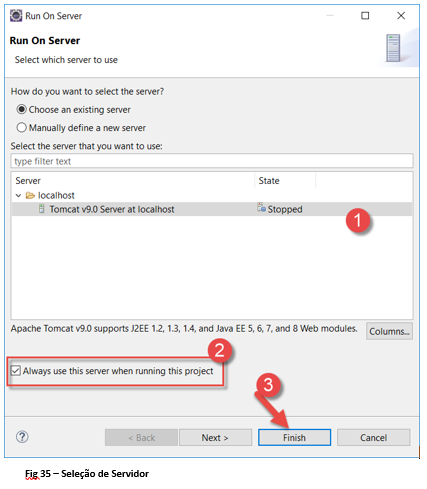 Run On Server
Run On Server
Select which server to use
How do you want to select the server?
Choose an existing server
Manually define a new server
Select the server that you want to use:
type filter text
Server State
localhost
Tomcat v9.0 Server at localhost Stopped
1
Apache Tomcat v9.0 supports J2EE 1.2, 1.3, 1.4, and Java EE 5, 6, 7, and 8 Web modules. Columns...
2
Always use this server when running this project
3
? < Back Next > Finish Cancel
Fig 35 – Seleção de Servidor